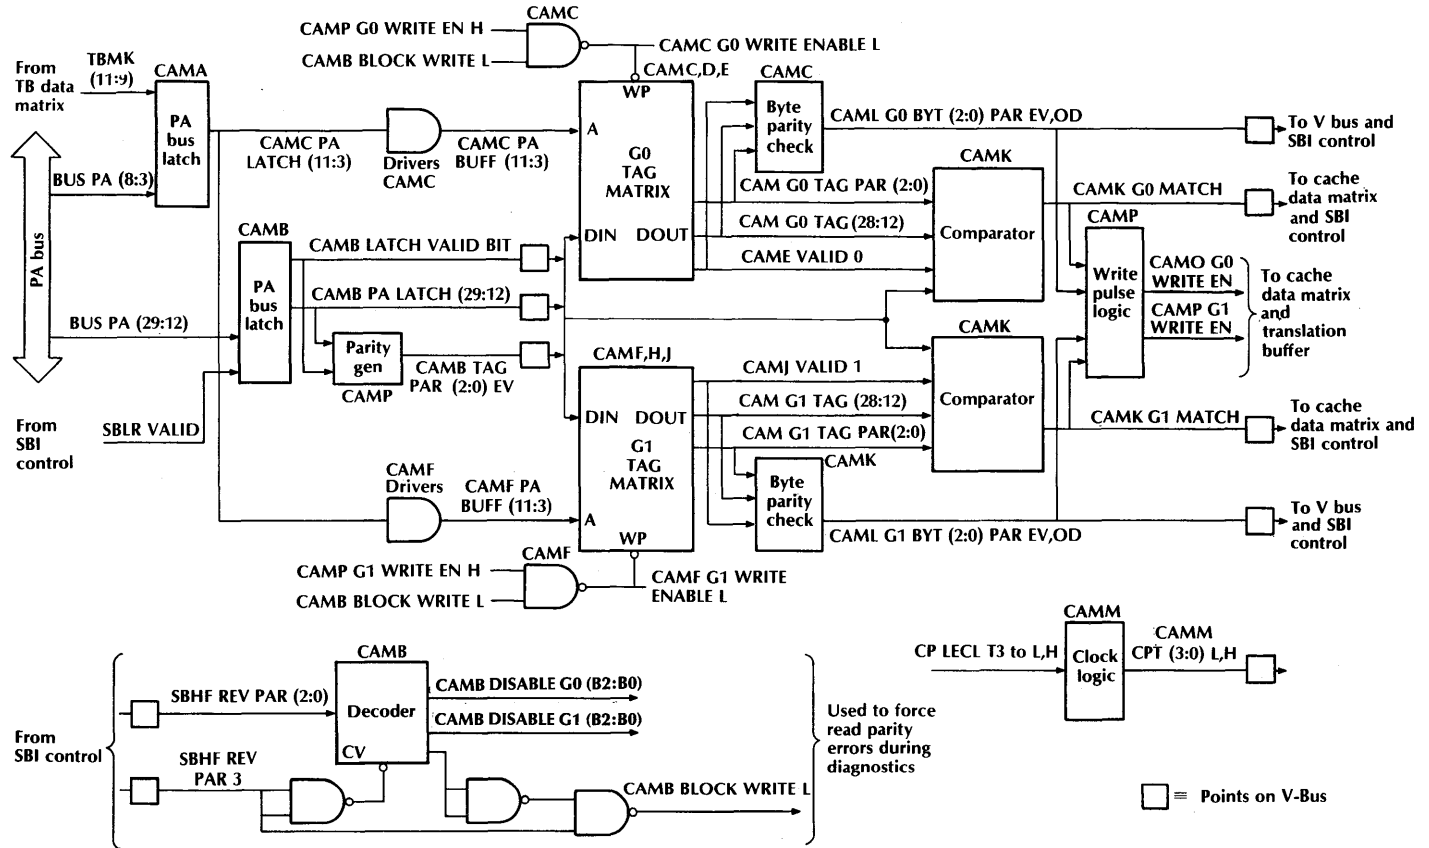 CAMC
CAMP G0 WRITE EN H
CAMB BLOCK WRITE L
CAMC G0 WRITE ENABLE L
From
TB data
matrix
TBMK
(11:9)
CAMA
PA
bus
latch
BUS PA (8:3)
PA bus
CAMC PA
LATCH (11:3)
Drivers
CAMC
CAMC PA
BUFF (11:3)
CAMC,D,E
WP
A
G0
TAG
MATRIX
DIN
DOUT
CAMC
Byte
parity
check
CAML G0 BYT (2:0) PAR EV,OD
To V bus and
SBI control
CAM G0 TAG PAR (2:0)
CAM G0 TAG (28:12)
CAME VALID 0
CAMK
Comparator
CAMK G0 MATCH
To cache
data matrix
and SBI
control
CAMP
Write
pulse
logic
CAMO G0
WRITE EN
CAMP G1
WRITE EN
To cache
data matrix
and
translation
buffer
CAMB
PA
bus
latch
CAMB LATCH VALID BIT
CAMB PA LATCH (29:12)
BUS PA (29:12)
Parity
gen
CAMP
CAMB TAG
PAR (2:0) EV
From
SBI
control
SBLR VALID
CAMF,H,J
DIN
DOUT
G1
TAG
MATRIX
A
WP
CAMJ VALID 1
CAM G1 TAG (28:12)
CAM G1 TAG PAR(2:0)
CAMK
Comparator
CAMK G1 MATCH
To cache
data matrix and
SBI control
CAMF
Drivers
CAMF PA
BUFF (11:3)
CAMK
Byte
parity
check
CAML G1 BYT (2:0) PAR EV,OD
To V bus
and SBI
control
CAMF
CAMP G1 WRITE EN H
CAMB BLOCK WRITE L
CAMF G1 WRITE
ENABLE L
CAMM
CP LECL T3 to L,H
Clock
logic
CAMM
CPT (3:0) L,H
From
SBI control
SBHF REV PAR (2:0)
SBHF REV
PAR 3
CAMB
Decoder
CV
CAMB DISABLE G0 (B2:B0)
CAMB DISABLE G1 (B2:B0)
CAMB BLOCK WRITE L
Used to force
read parity
errors during
diagnostics
≡ Points on V-Bus